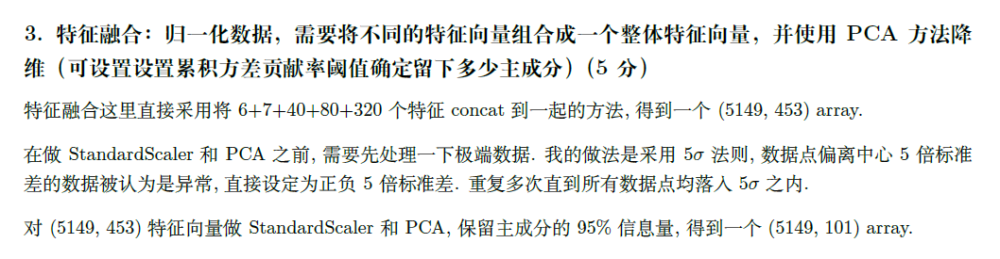 3. 特征融合：归一化数据，需要将不同的特征向量组合成一个整体特征向量，并使用 PCA 方法降
维（可设置设置累积方差贡献率阈值确定留下多少主成分）(5 分)
特征融合这里直接采用将 6+7+40+80+320 个特征 concat 到一起的方法, 得到一个 (5149, 453) array.
在做 StandardScaler 和 PCA 之前, 需要先处理一下极端数据. 我的做法是采用 5σ 法则, 数据点偏离中心 5 倍标准
差的数据被认为是异常, 直接设定为正负 5 倍标准差. 重复多次直到所有数据点均落入 5σ 之内.
对 (5149, 453) 特征向量做 StandardScaler 和 PCA, 保留主成分的 95% 信息量, 得到一个 (5149, 101) array.